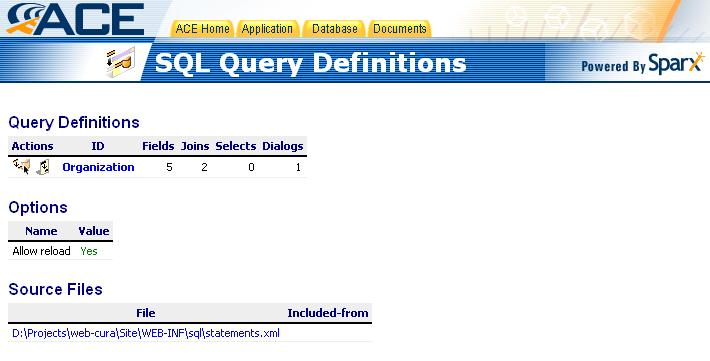 ACE
ACE Home Application Database Documents
SQL Query Definitions
Powered By Sparx
Query Definitions
Actions ID Fields Joins Selects Dialogs
Organization 5 2 0 1
Options
Name Value
Allow reload Yes
Source Files
File Included-from
D:\Projects\web-cura\Site\WEB-INF\sql\statements.xml